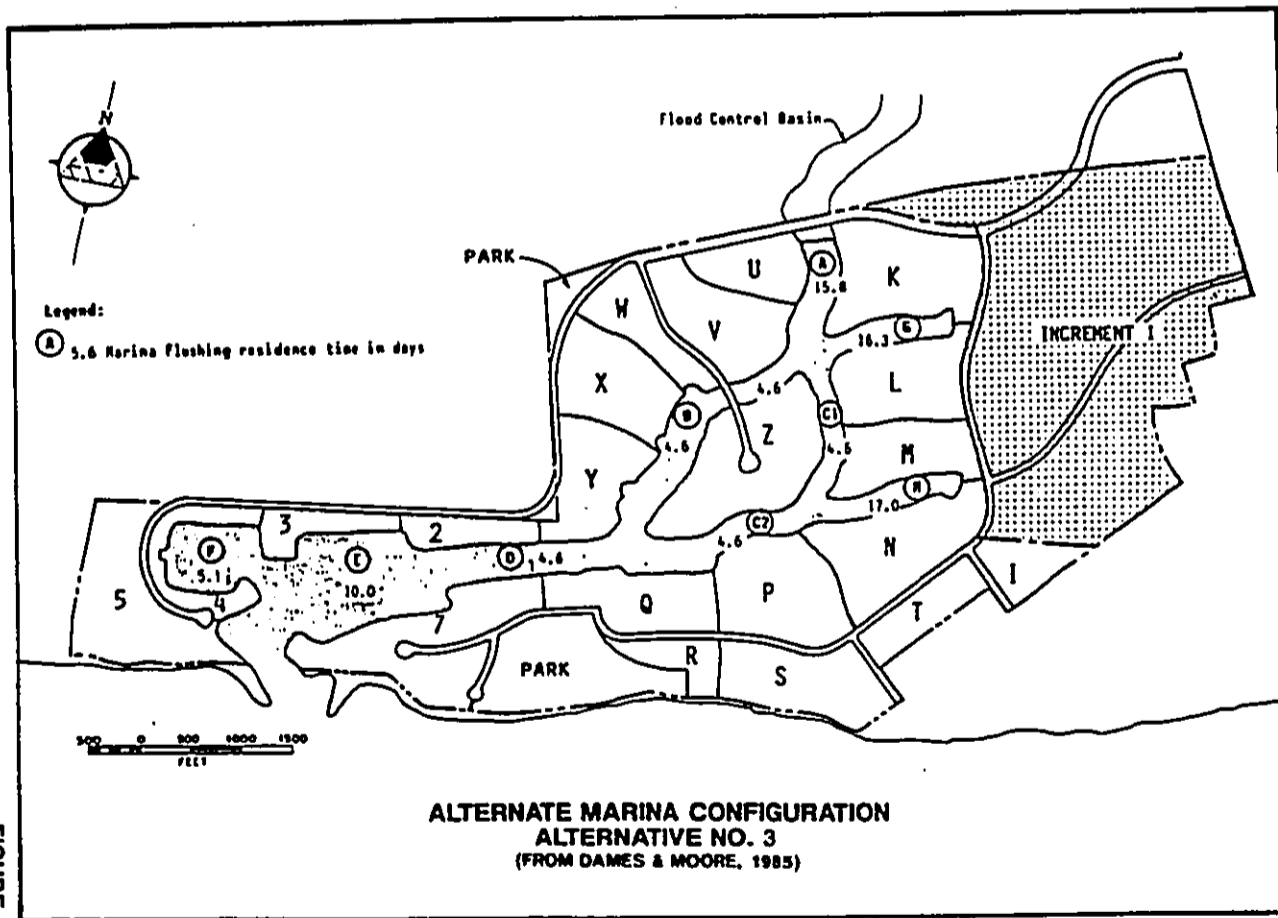 N
Flood Control Basin
PARK
Legend:
A 5.6 Marina Flushing residence time in days
U
A
15.8
K
W
V
G
16.3
INCREMENT I
X
L
4.6
B
C1
Z
4.6
4.6
M
Y
H
17.0
C2
4.6
N
3
2
F
5.1
E
10.0
D
1 4.6
5
4
7
Q
P
I
T
PARK
R
S
500 0 500 1000 1500
FEET
ALTERNATE MARINA CONFIGURATION
ALTERNATIVE NO. 3
(FROM DAMES & MOORE, 1985)